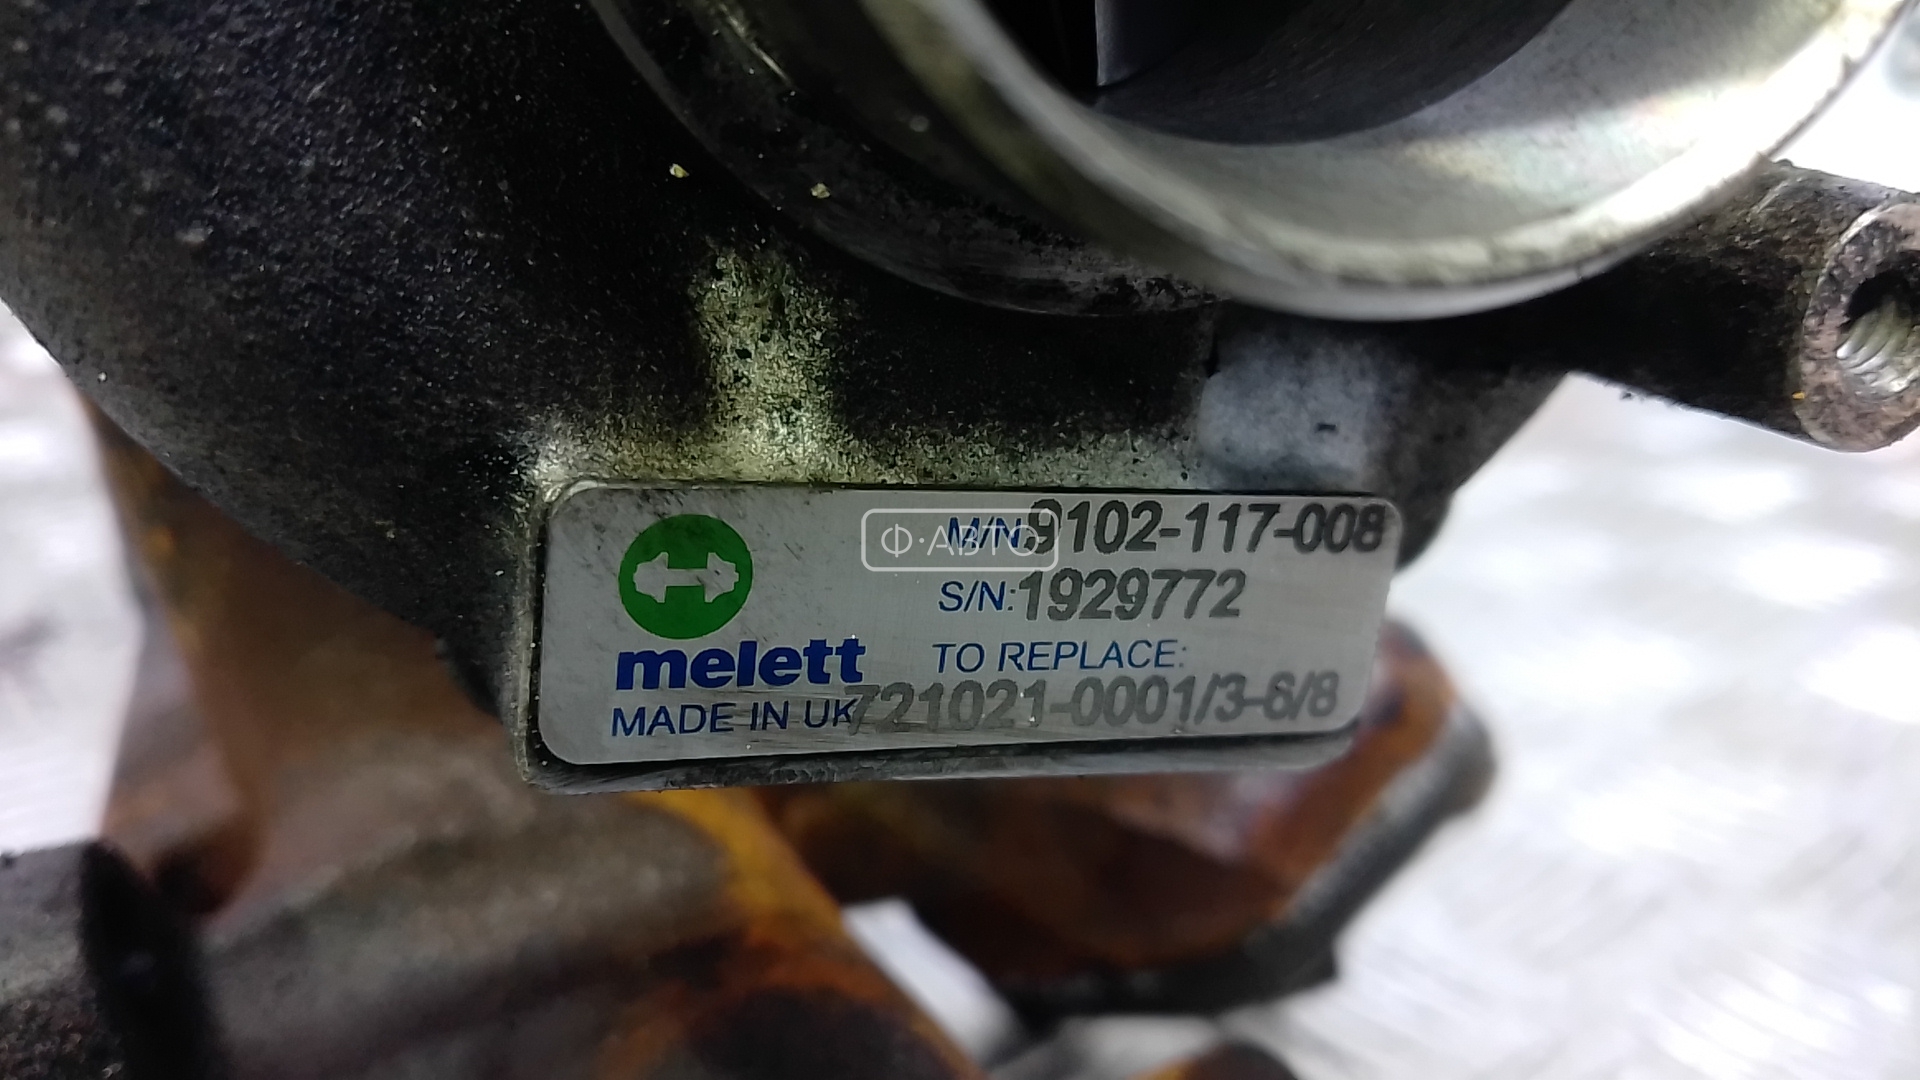 M/N:9102-117-008
Ф·АВТО
S/N:1929772
melett
TO REPLACE:
MADE IN UK 721021-0001/3-6/8